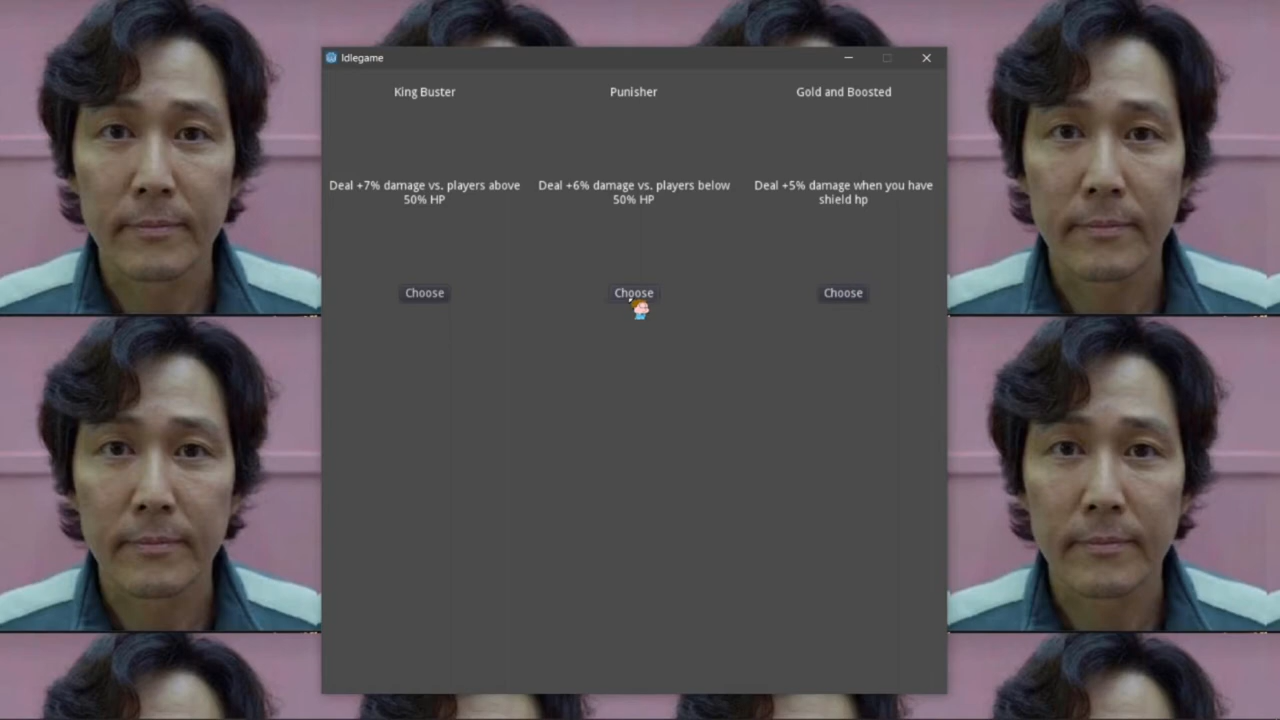 Idlegame
King Buster
Punisher
Gold and Boosted
Deal +7% damage vs. players above
50% HP
Deal +6% damage vs. players below
50% HP
Deal +5% damage when you have
shield hp
Choose
Choose
Choose